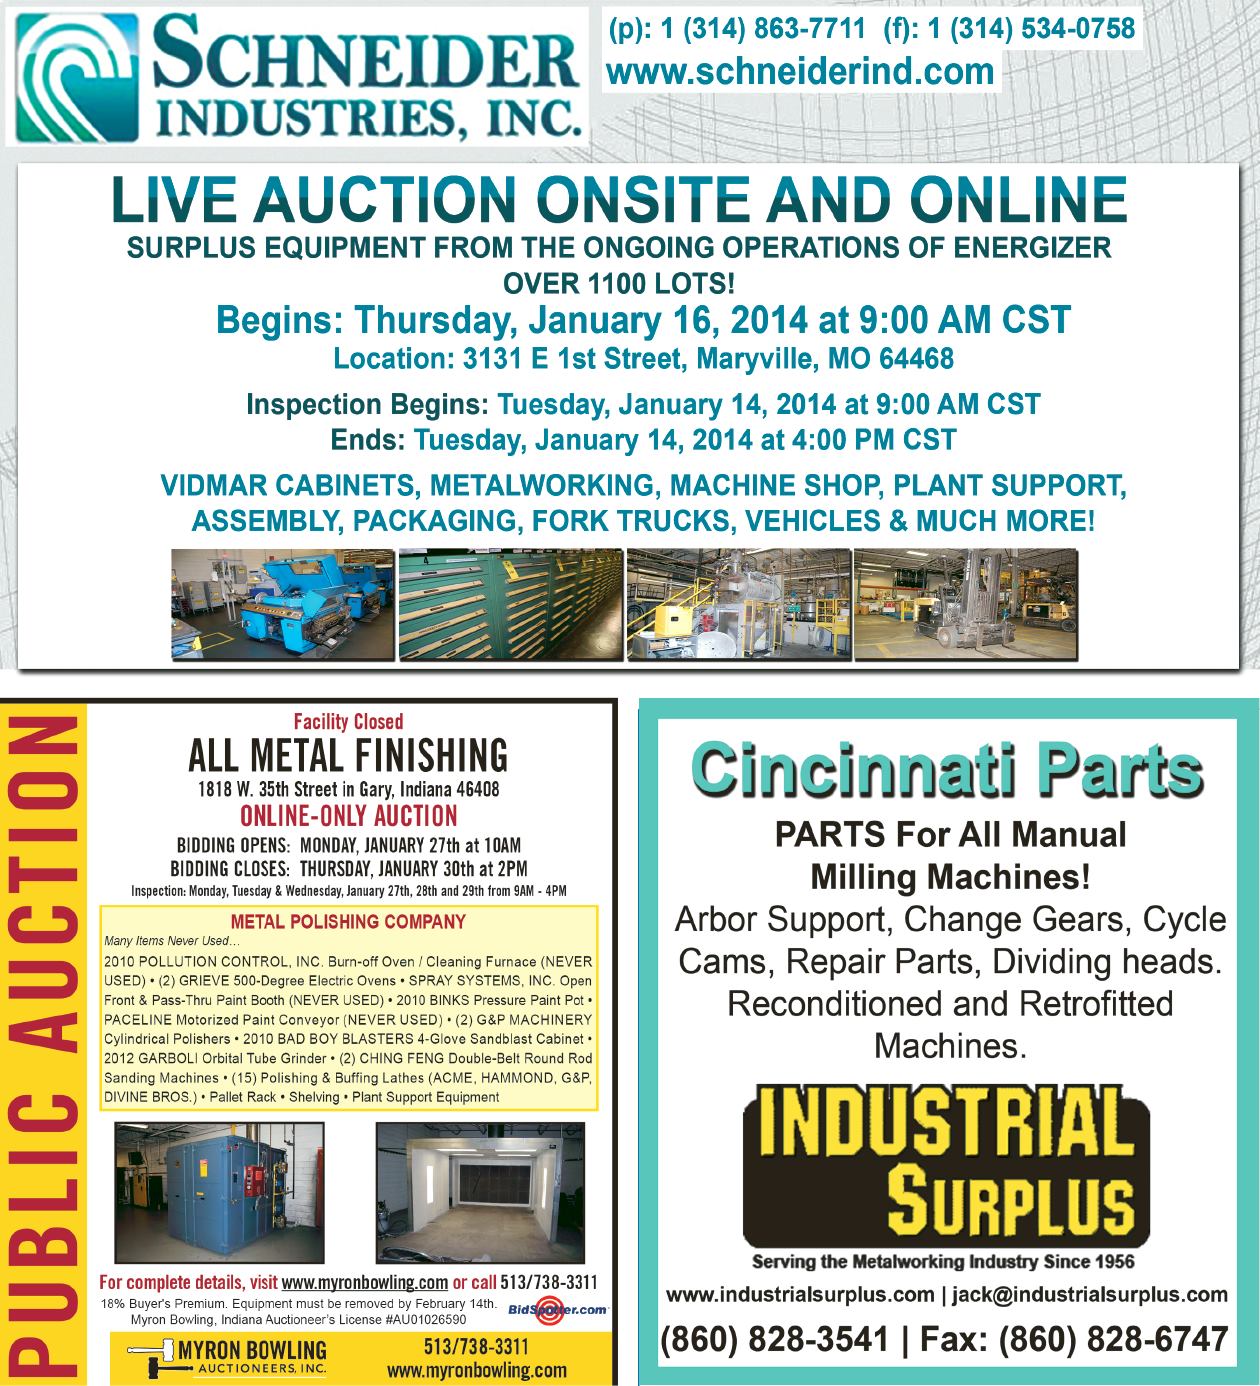 SCHNEIDER
INDUSTRIES, INC.
(p): 1 (314) 863-7711 (f): 1 (314) 534-0758
www.schneiderind.com
LIVE AUCTION ONSITE AND ONLINE
SURPLUS EQUIPMENT FROM THE ONGOING OPERATIONS OF ENERGIZER
OVER 1100 LOTS!
Begins: Thursday, January 16, 2014 at 9:00 AM CST
Location: 3131 E 1st Street, Maryville, MO 64468
Inspection Begins: Tuesday, January 14, 2014 at 9:00 AM CST
Ends: Tuesday, January 14, 2014 at 4:00 PM CST
VIDMAR CABINETS, METALWORKING, MACHINE SHOP, PLANT SUPPORT,
ASSEMBLY, PACKAGING, FORK TRUCKS, VEHICLES & MUCH MORE!
PUBLIC AUCTION
Facility Closed
ALL METAL FINISHING
1818 W. 35th Street in Gary, Indiana 46408
ONLINE-ONLY AUCTION
BIDDING OPENS: MONDAY, JANUARY 27th at 10AM
BIDDING CLOSES: THURSDAY, JANUARY 30th at 2PM
Inspection: Monday, Tuesday & Wednesday, January 27th, 28th and 29th from 9AM - 4PM
METAL POLISHING COMPANY
Many Items Never Used…
2010 POLLUTION CONTROL, INC. Burn-off Oven / Cleaning Furnace (NEVER
USED) • (2) GRIEVE 500-Degree Electric Ovens • SPRAY SYSTEMS, INC. Open
Front & Pass-Thru Paint Booth (NEVER USED) • 2010 BINKS Pressure Paint Pot •
PACELINE Motorized Paint Conveyor (NEVER USED) • (2) G&P MACHINERY
Cylindrical Polishers • 2010 BAD BOY BLASTERS 4-Glove Sandblast Cabinet •
2012 GARBOLI Orbital Tube Grinder • (2) CHING FENG Double-Belt Round Rod
Sanding Machines • (15) Polishing & Buffing Lathes (ACME, HAMMOND, G&P,
DIVINE BROS.) • Pallet Rack • Shelving • Plant Support Equipment
For complete details, visit www.myronbowling.com or call 513/738-3311
18% Buyer's Premium. Equipment must be removed by February 14th.
Myron Bowling, Indiana Auctioneer's License #AU01026590
BidSpotter.com
MYRON BOWLING
AUCTIONEERS, INC.
513/738-3311
www.myronbowling.com
Cincinnati Parts
PARTS For All Manual
Milling Machines!
Arbor Support, Change Gears, Cycle
Cams, Repair Parts, Dividing heads.
Reconditioned and Retrofitted
Machines.
INDUSTRIAL
SURPLUS
Serving the Metalworking Industry Since 1956
www.industrialsurplus.com | jack@industrialsurplus.com
(860) 828-3541 | Fax: (860) 828-6747